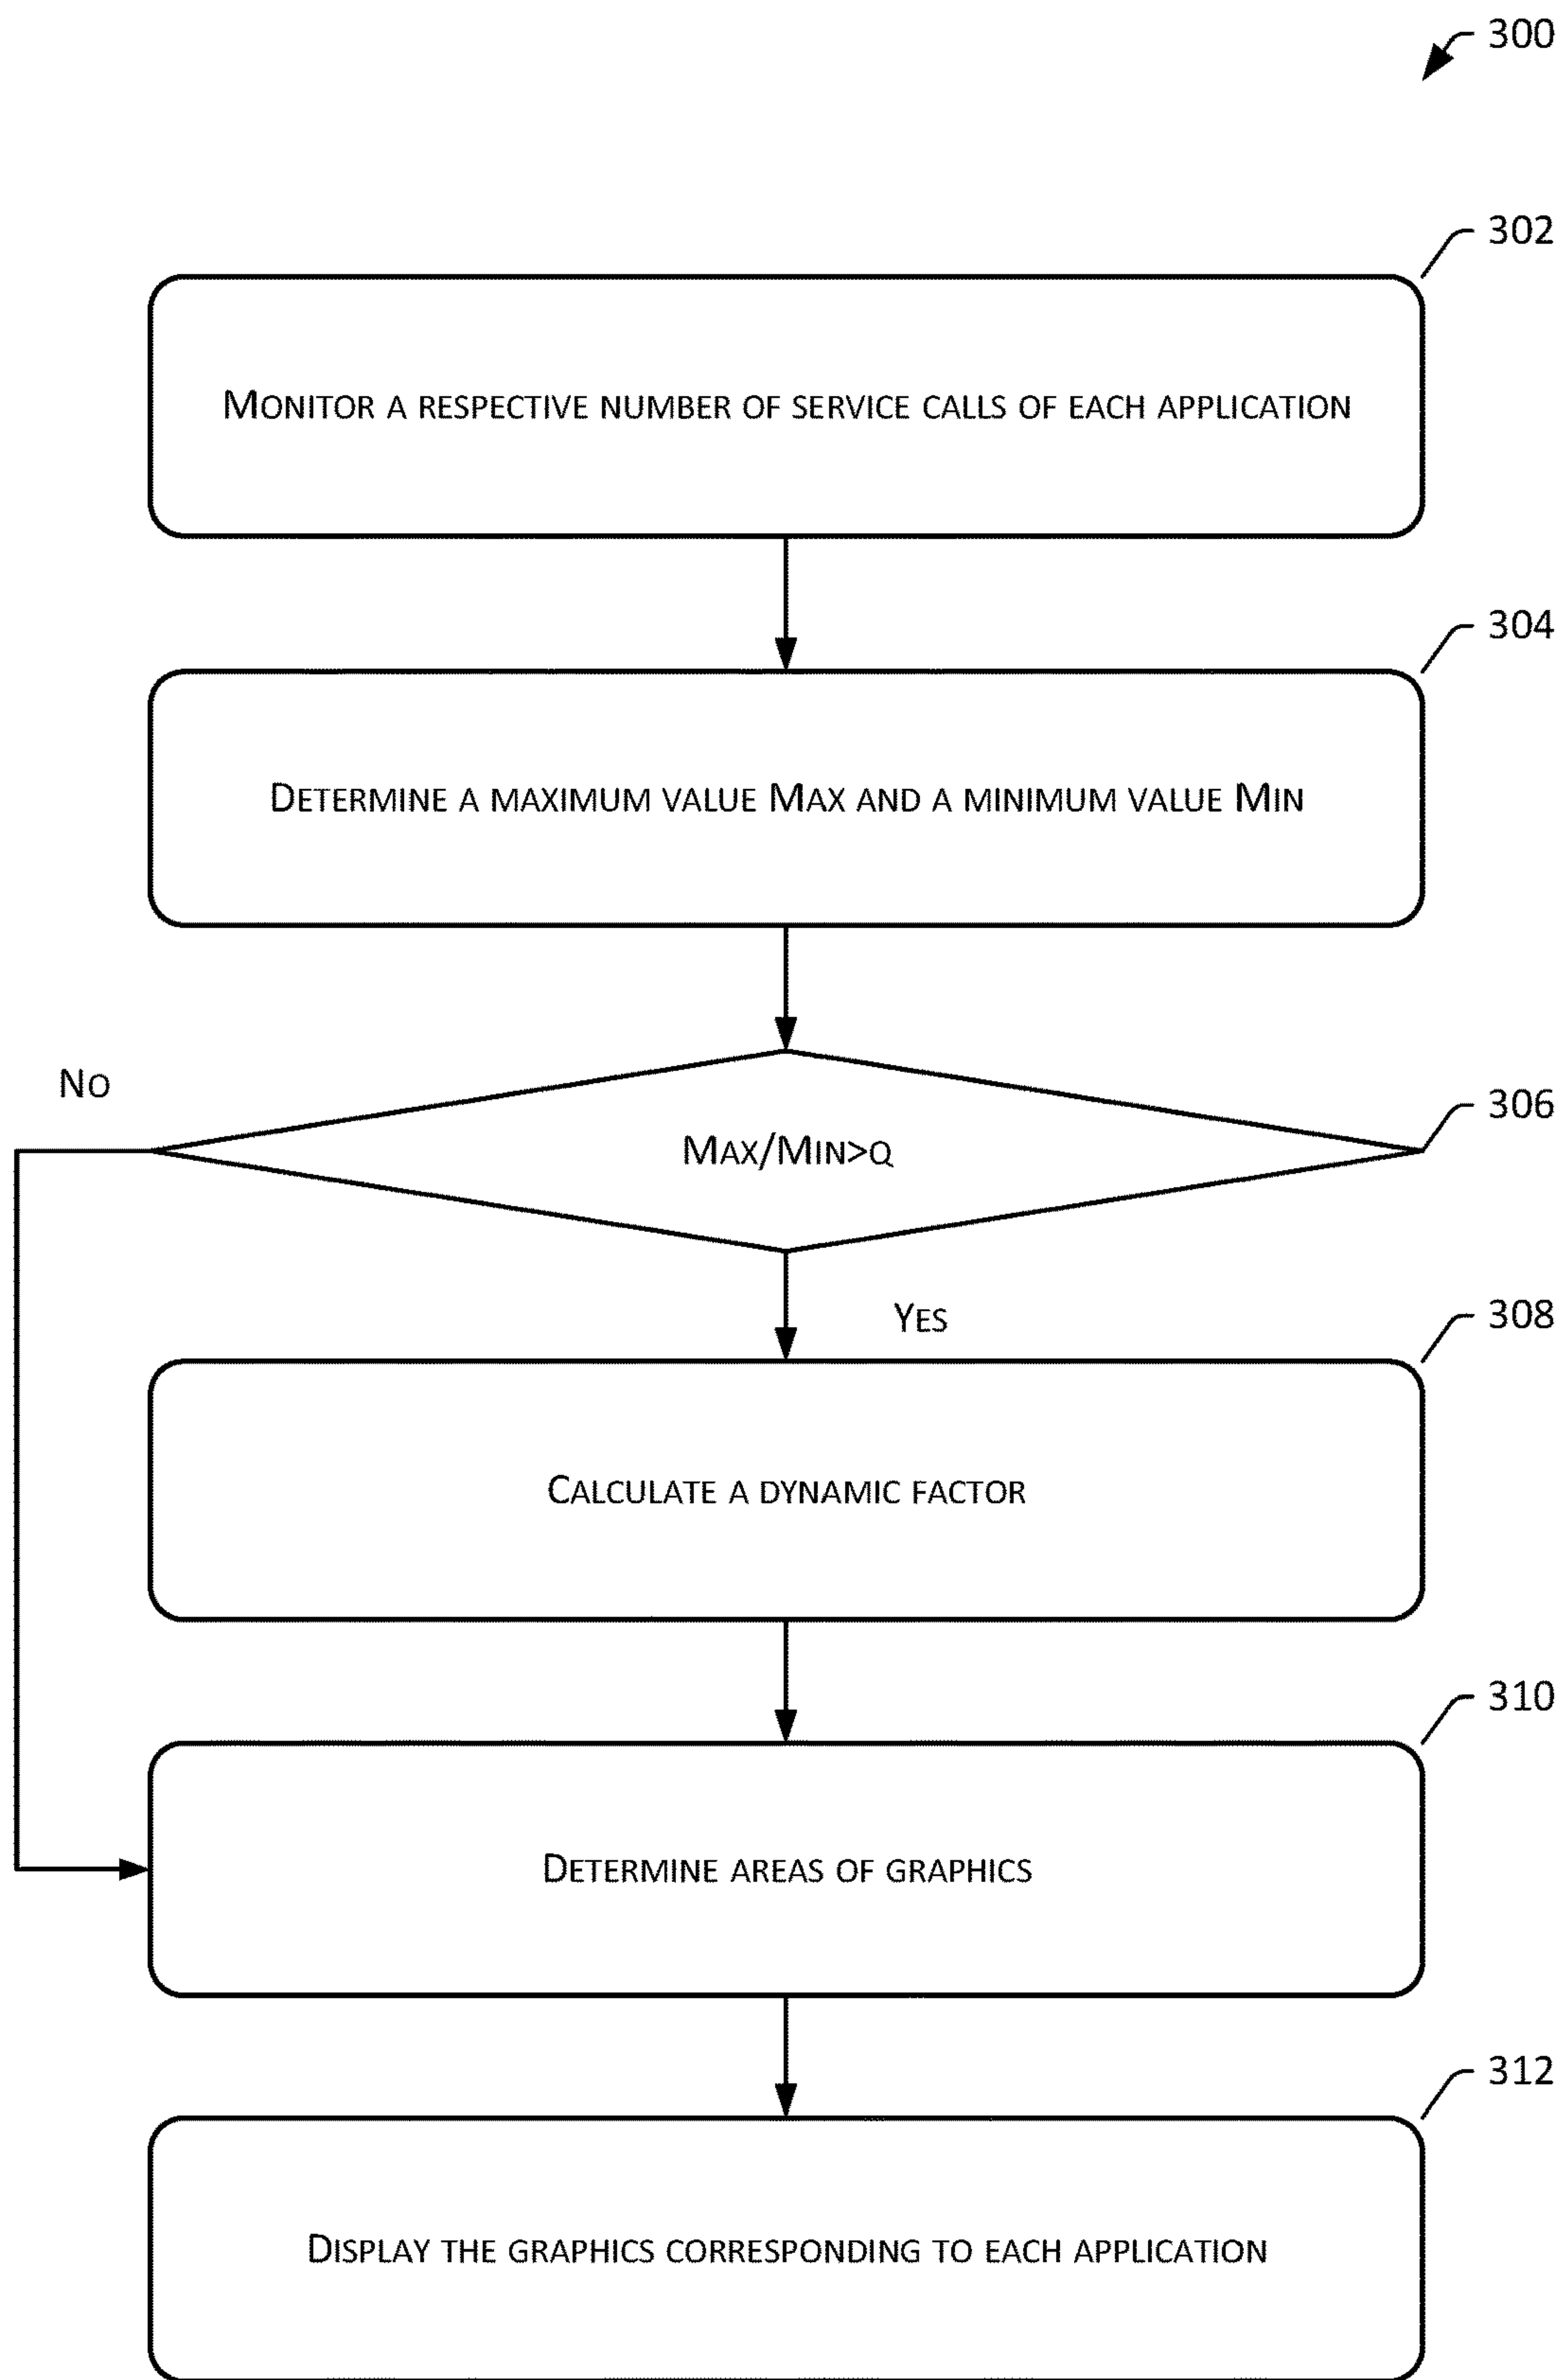 300
302
Monitor a respective number of service calls of each application
304
Determine a maximum value Max and a minimum value Min
No
306
Max/Min>q
Yes
308
Calculate a dynamic factor
310
Determine areas of graphics
312
Display the graphics corresponding to each application